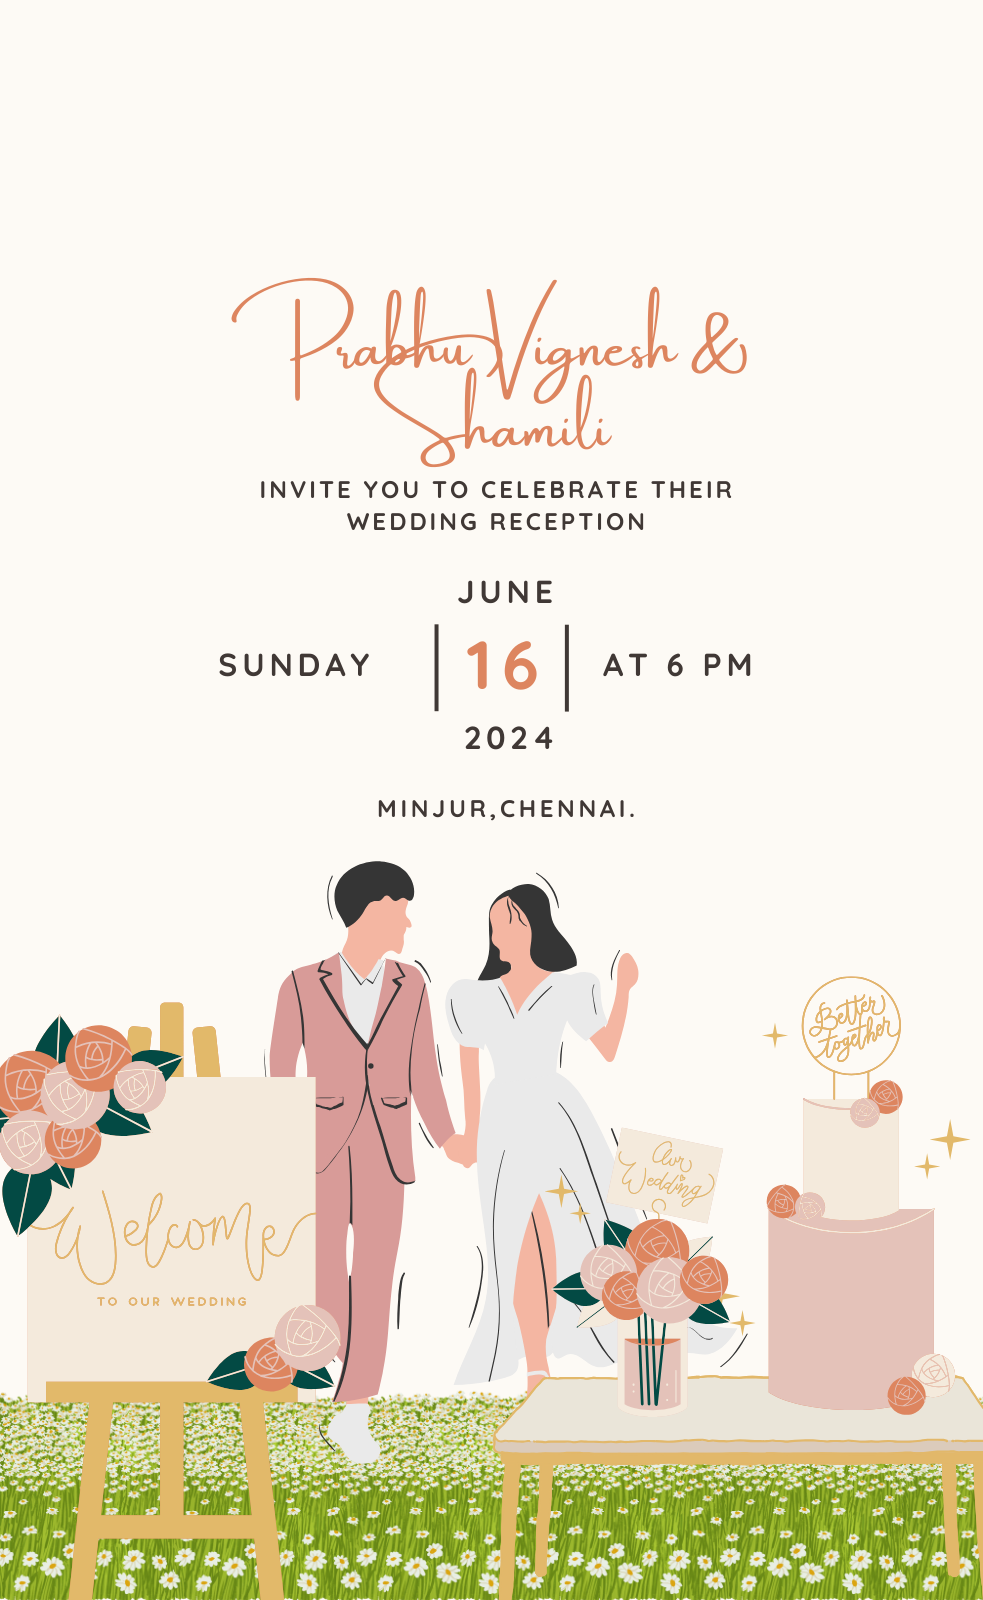 Prabhu Vignesh &
Shamili
INVITE YOU TO CELEBRATE THEIR
WEDDING RECEPTION
JUNE
SUNDAY 16 AT 6 PM
2024
MINJUR,CHENNAI.
Better
together
Our
Wedding
Welcome
TO OUR WEDDING